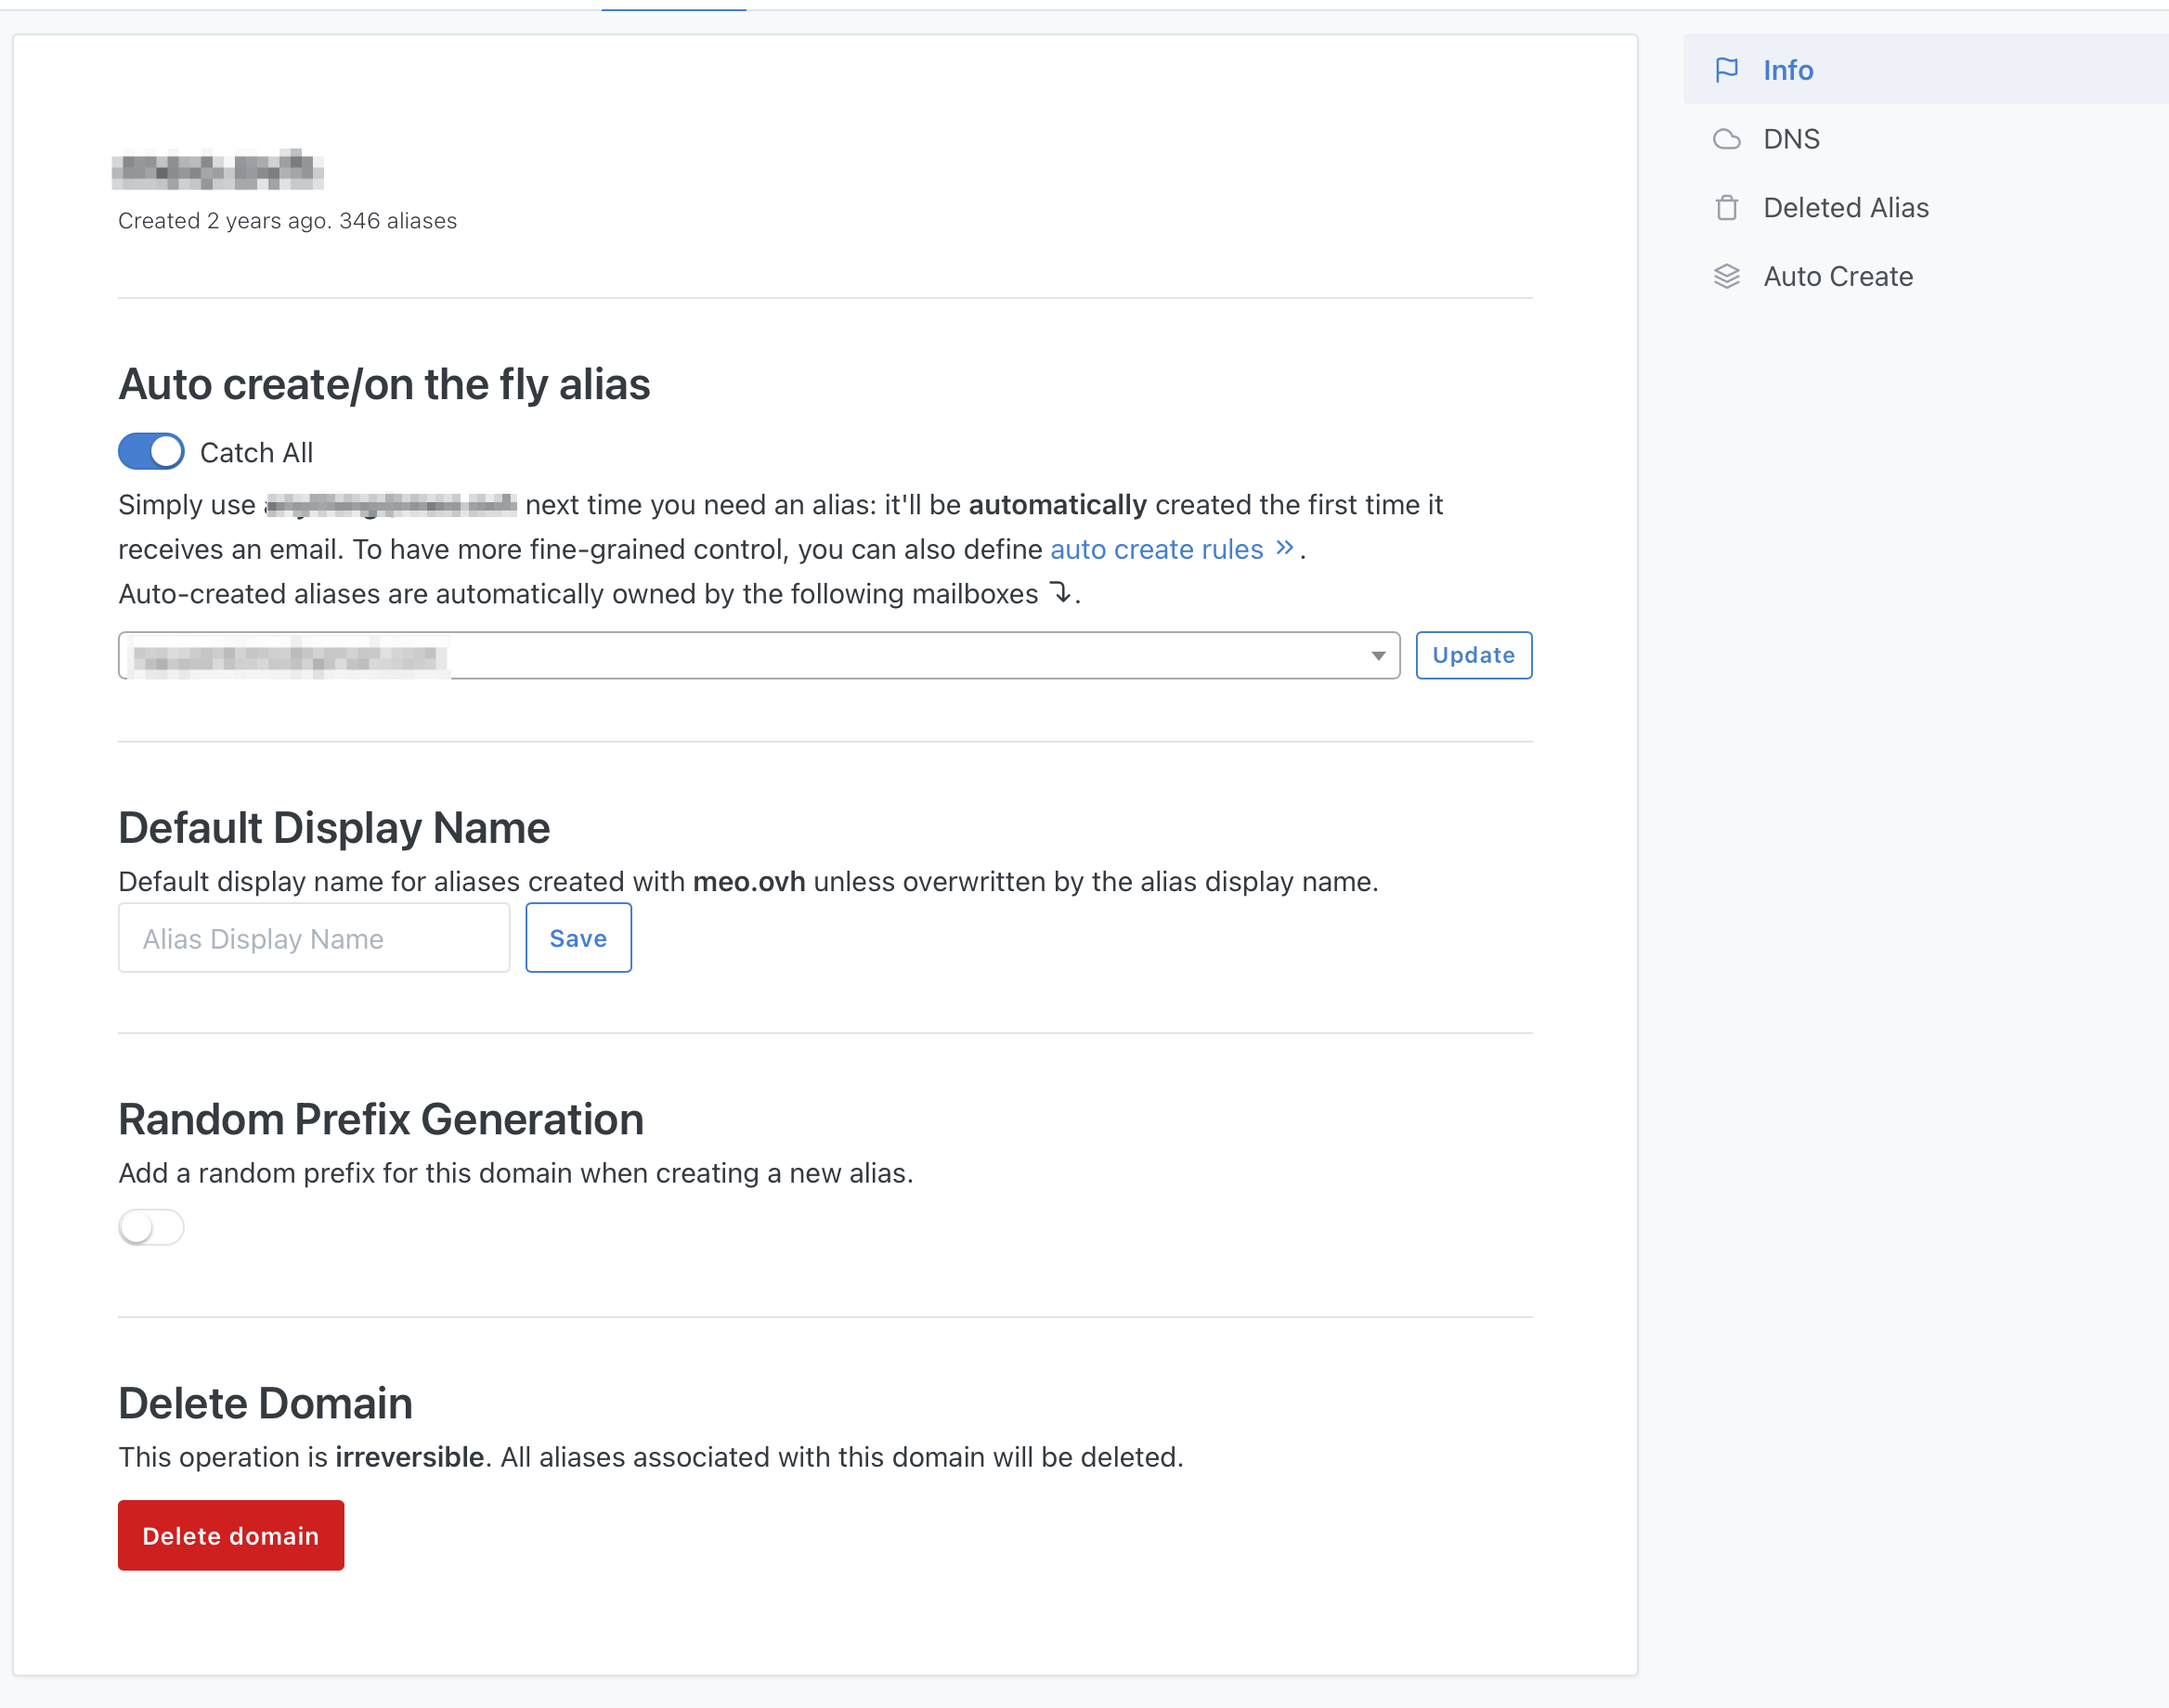 Created 2 years ago. 346 aliases
Auto create/on the fly alias
Catch All
Simply use next time you need an alias: it'll be automatically created the first time it
receives an email. To have more fine-grained control, you can also define auto create rules ».
Auto-created aliases are automatically owned by the following mailboxes ⤵.
Update
Default Display Name
Default display name for aliases created with meo.ovh unless overwritten by the alias display name.
Alias Display Name
Save
Random Prefix Generation
Add a random prefix for this domain when creating a new alias.
Delete Domain
This operation is irreversible. All aliases associated with this domain will be deleted.
Delete domain
Info
DNS
Deleted Alias
Auto Create